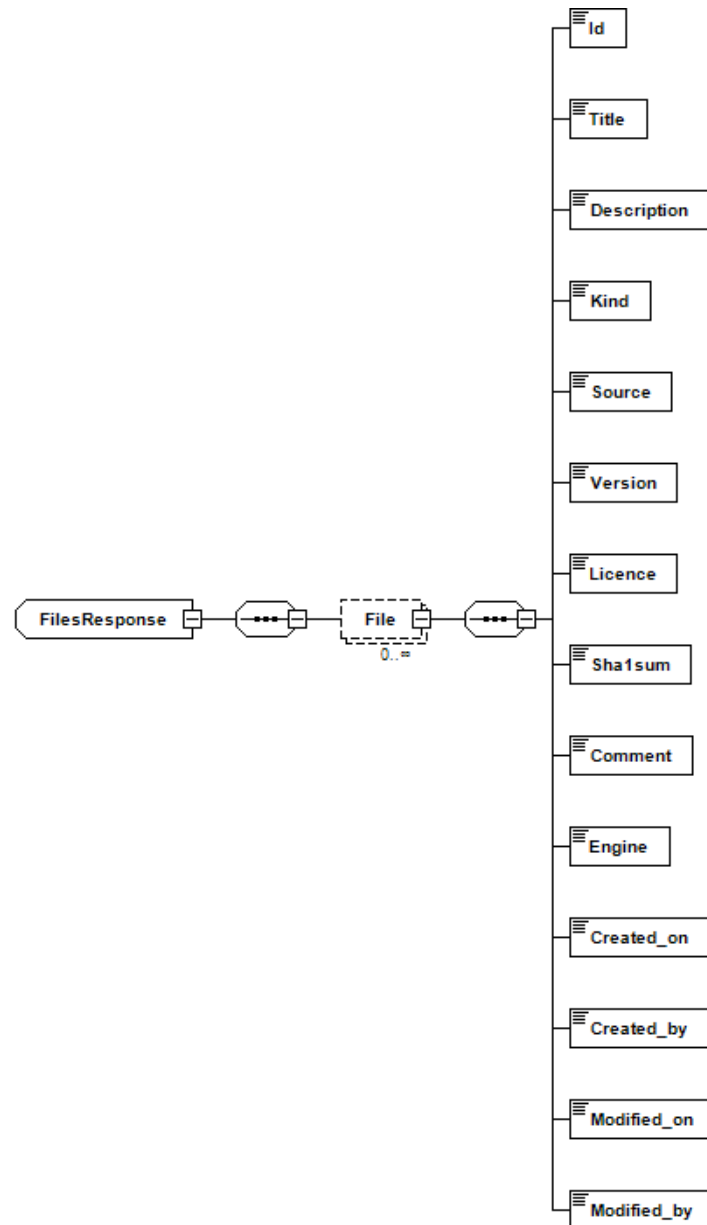 Id
Title
Description
Kind
Source
Version
Licence
FilesResponse
File
0..∞
Sha1sum
Comment
Engine
Created_on
Created_by
Modified_on
Modified_by